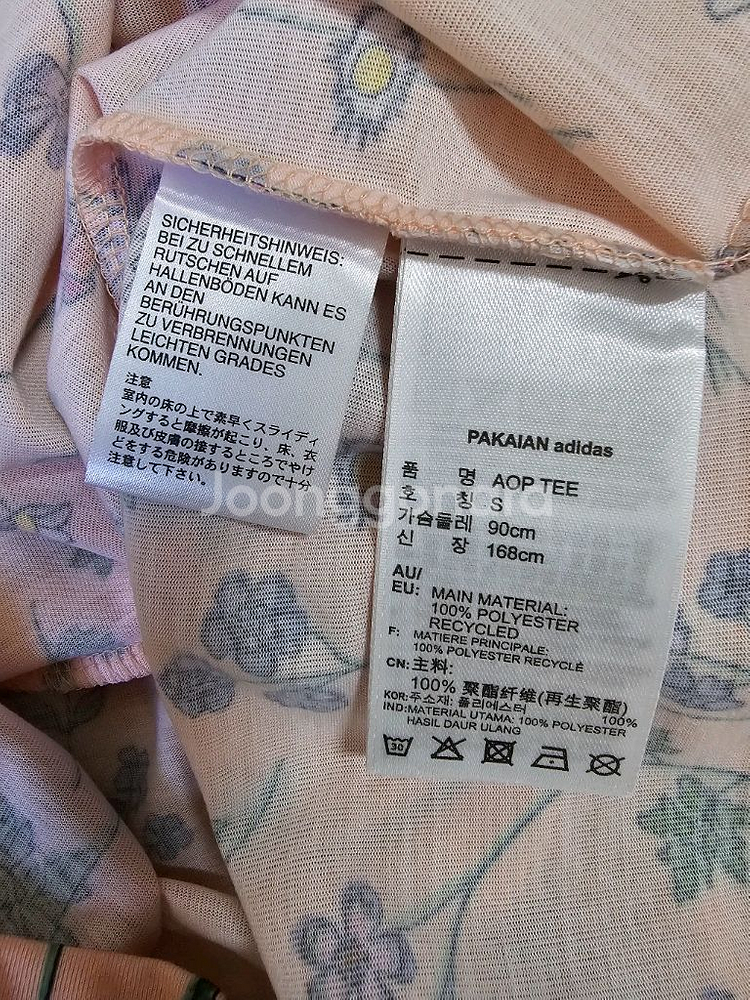 SICHERHEITSHINWEIS:
BEI ZU SCHNELLEM
RUTSCHEN AUF
HALLENBÖDEN KANN ES
AN DEN
BERÜHRUNGSPUNKTEN
ZU VERBRENNUNGEN
LEICHTEN GRADES
KOMMEN.
注意
室内の床の上で素早くスライディ
ングすると摩擦が起こり、床、衣
服及び皮膚の接するところでやけ
どをする危険がありますので十分
注意して下さい。
Joonggonara
PAKAIAN adidas
품 명 AOP TEE
호 칭 S
가슴둘레 90cm
신 장 168cm
AU/
EU: MAIN MATERIAL:
100% POLYESTER
RECYCLED
F: MATIERE PRINCIPALE:
100% POLYESTER RECYCLÉ
CN: 主料:
100% 聚酯纤维(再生聚酯)
KOR: 주소재: 폴리에스터 100%
IND: MATERIAL UTAMA: 100% POLYESTER
HASIL DAUR ULANG
30